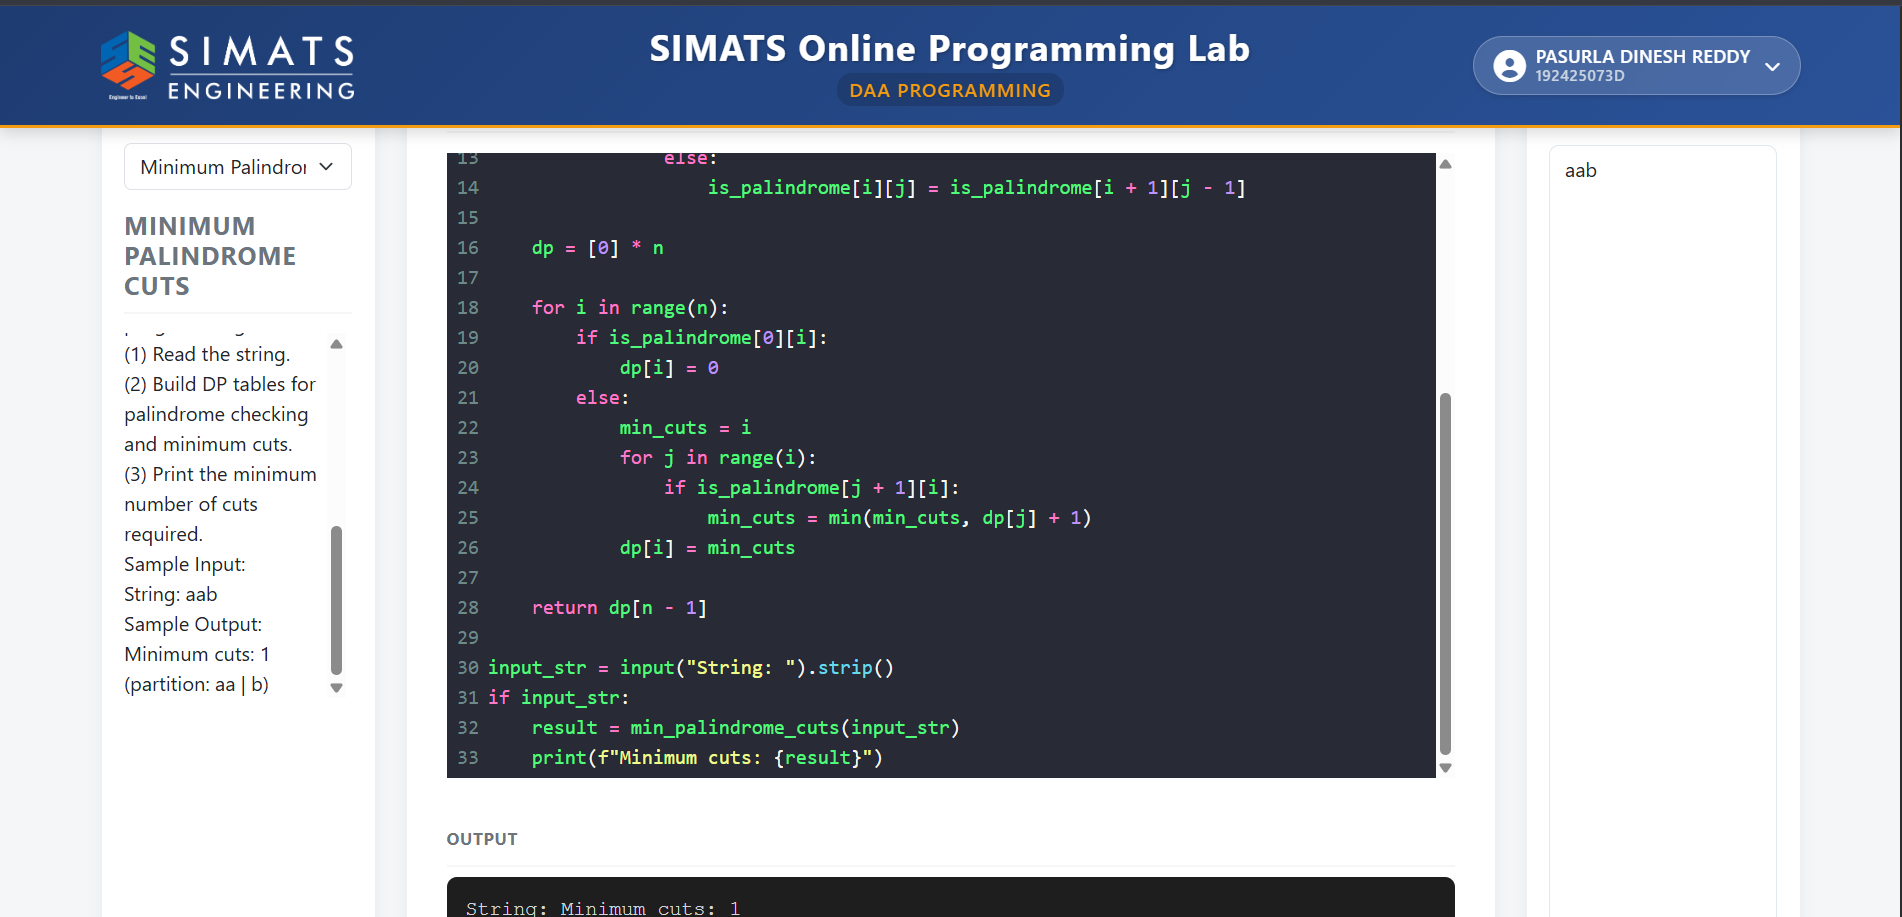 SIMATS
ENGINEERING
Engineer to Excel
SIMATS Online Programming Lab
DAA PROGRAMMING
PASURLA DINESH REDDY
192425073D
Minimum Palindror
MINIMUM
PALINDROME
CUTS
(1) Read the string.
(2) Build DP tables for
palindrome checking
and minimum cuts.
(3) Print the minimum
number of cuts
required.
Sample Input:
String: aab
Sample Output:
Minimum cuts: 1
(partition: aa | b)
13 else:
14 is_palindrome[i][j] = is_palindrome[i + 1][j - 1]
15
16 dp = [0] * n
17
18 for i in range(n):
19 if is_palindrome[0][i]:
20 dp[i] = 0
21 else:
22 min_cuts = i
23 for j in range(i):
24 if is_palindrome[j + 1][i]:
25 min_cuts = min(min_cuts, dp[j] + 1)
26 dp[i] = min_cuts
27
28 return dp[n - 1]
29
30 input_str = input("String: ").strip()
31 if input_str:
32 result = min_palindrome_cuts(input_str)
33 print(f"Minimum cuts: {result}")
OUTPUT
String: Minimum cuts: 1
aab